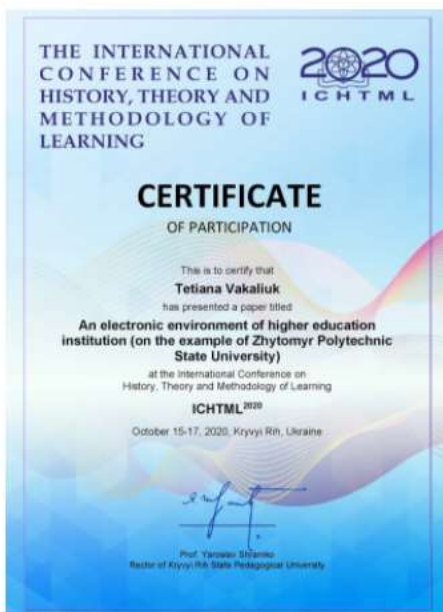 THE INTERNATIONAL
CONFERENCE ON
HISTORY, THEORY AND
METHODOLOGY OF
LEARNING
2020
ICHTML
CERTIFICATE
OF PARTICIPATION
This is to certify that
Tetiana Vakaliuk
has presented a paper titled
An electronic environment of higher education
institution (on the example of Zhytomyr Polytechnic
State University)
at the International Conference on
History, Theory and Methodology of Learning
ICHTML2020
October 15-17, 2020, Kryvyi Rih, Ukraine
Prof. Yaroslav Shramko
Rector of Kryvyi Rih State Pedagogical University